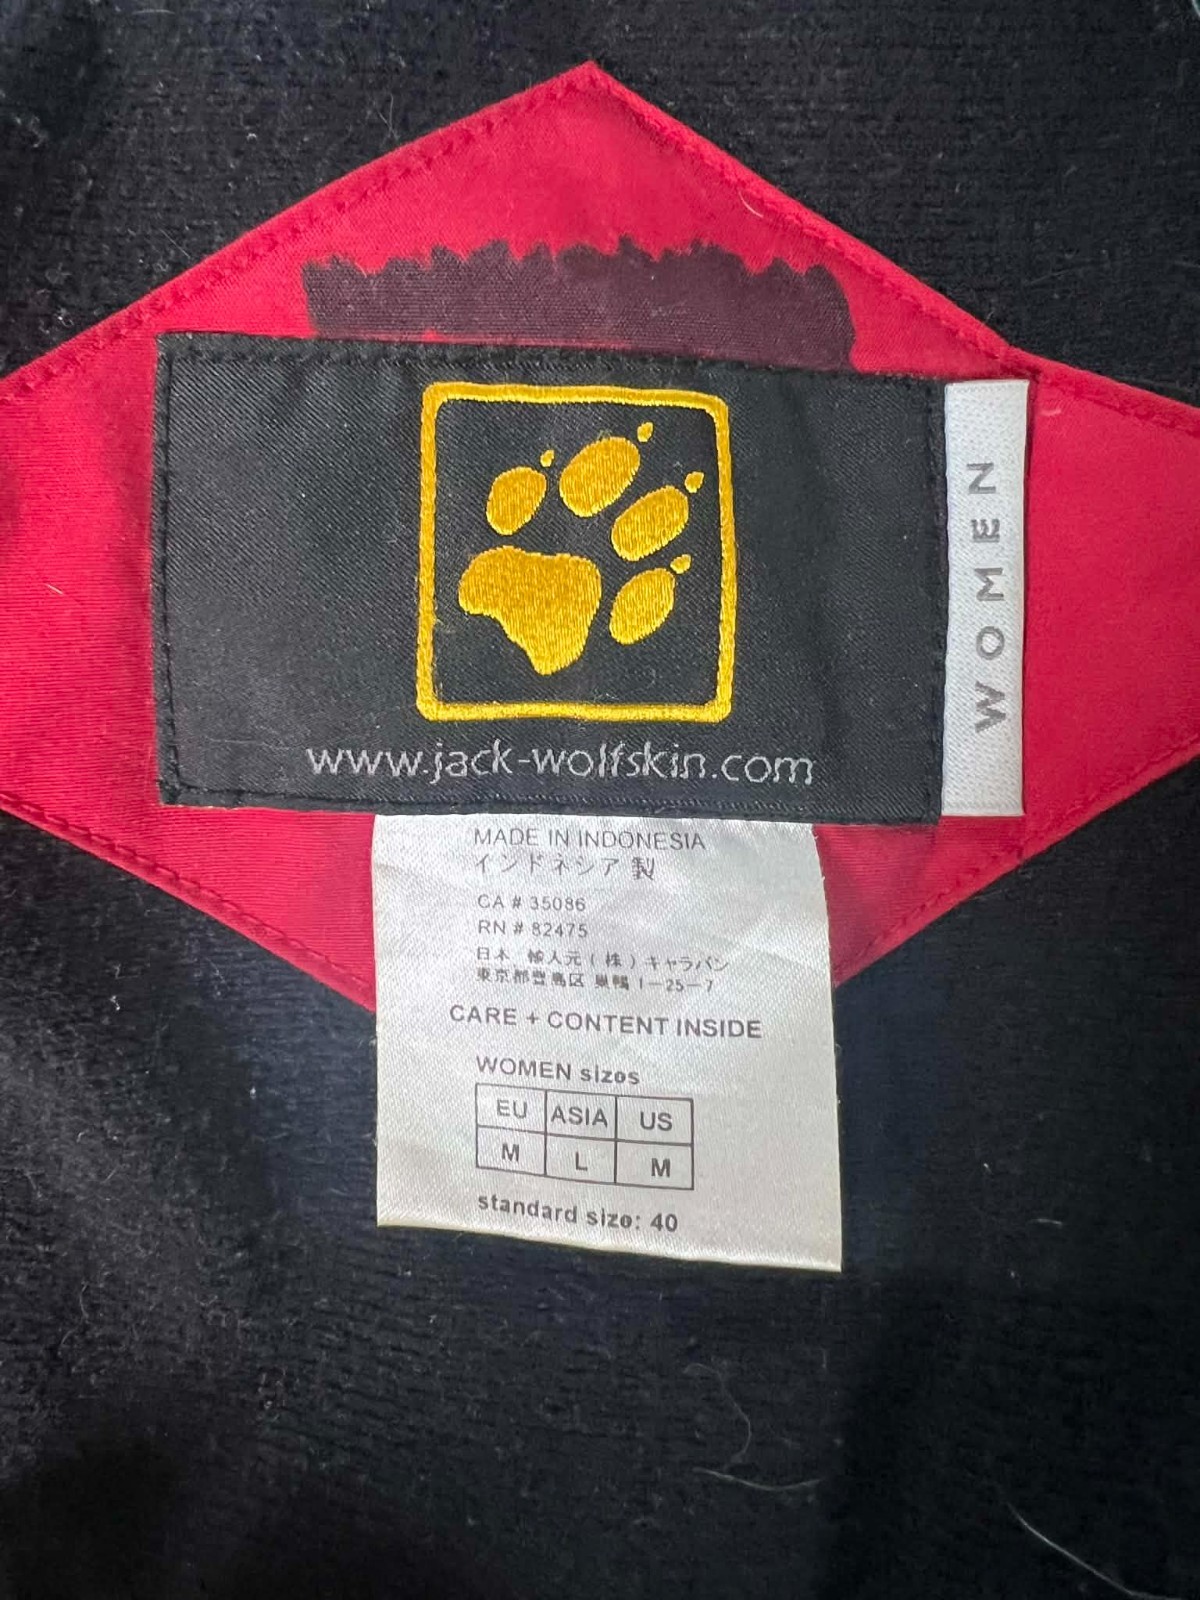 www.jack-wolfskin.com
WOMEN
MADE IN INDONESIA
インドネシア 製
CA # 35086
RN # 82475
日本 輸入元 ( 株 ) キャラバン
東京都豊島区 巣鴨 1-25-7
CARE + CONTENT INSIDE
WOMEN sizes
EU ASIA US
M L M
standard size: 40